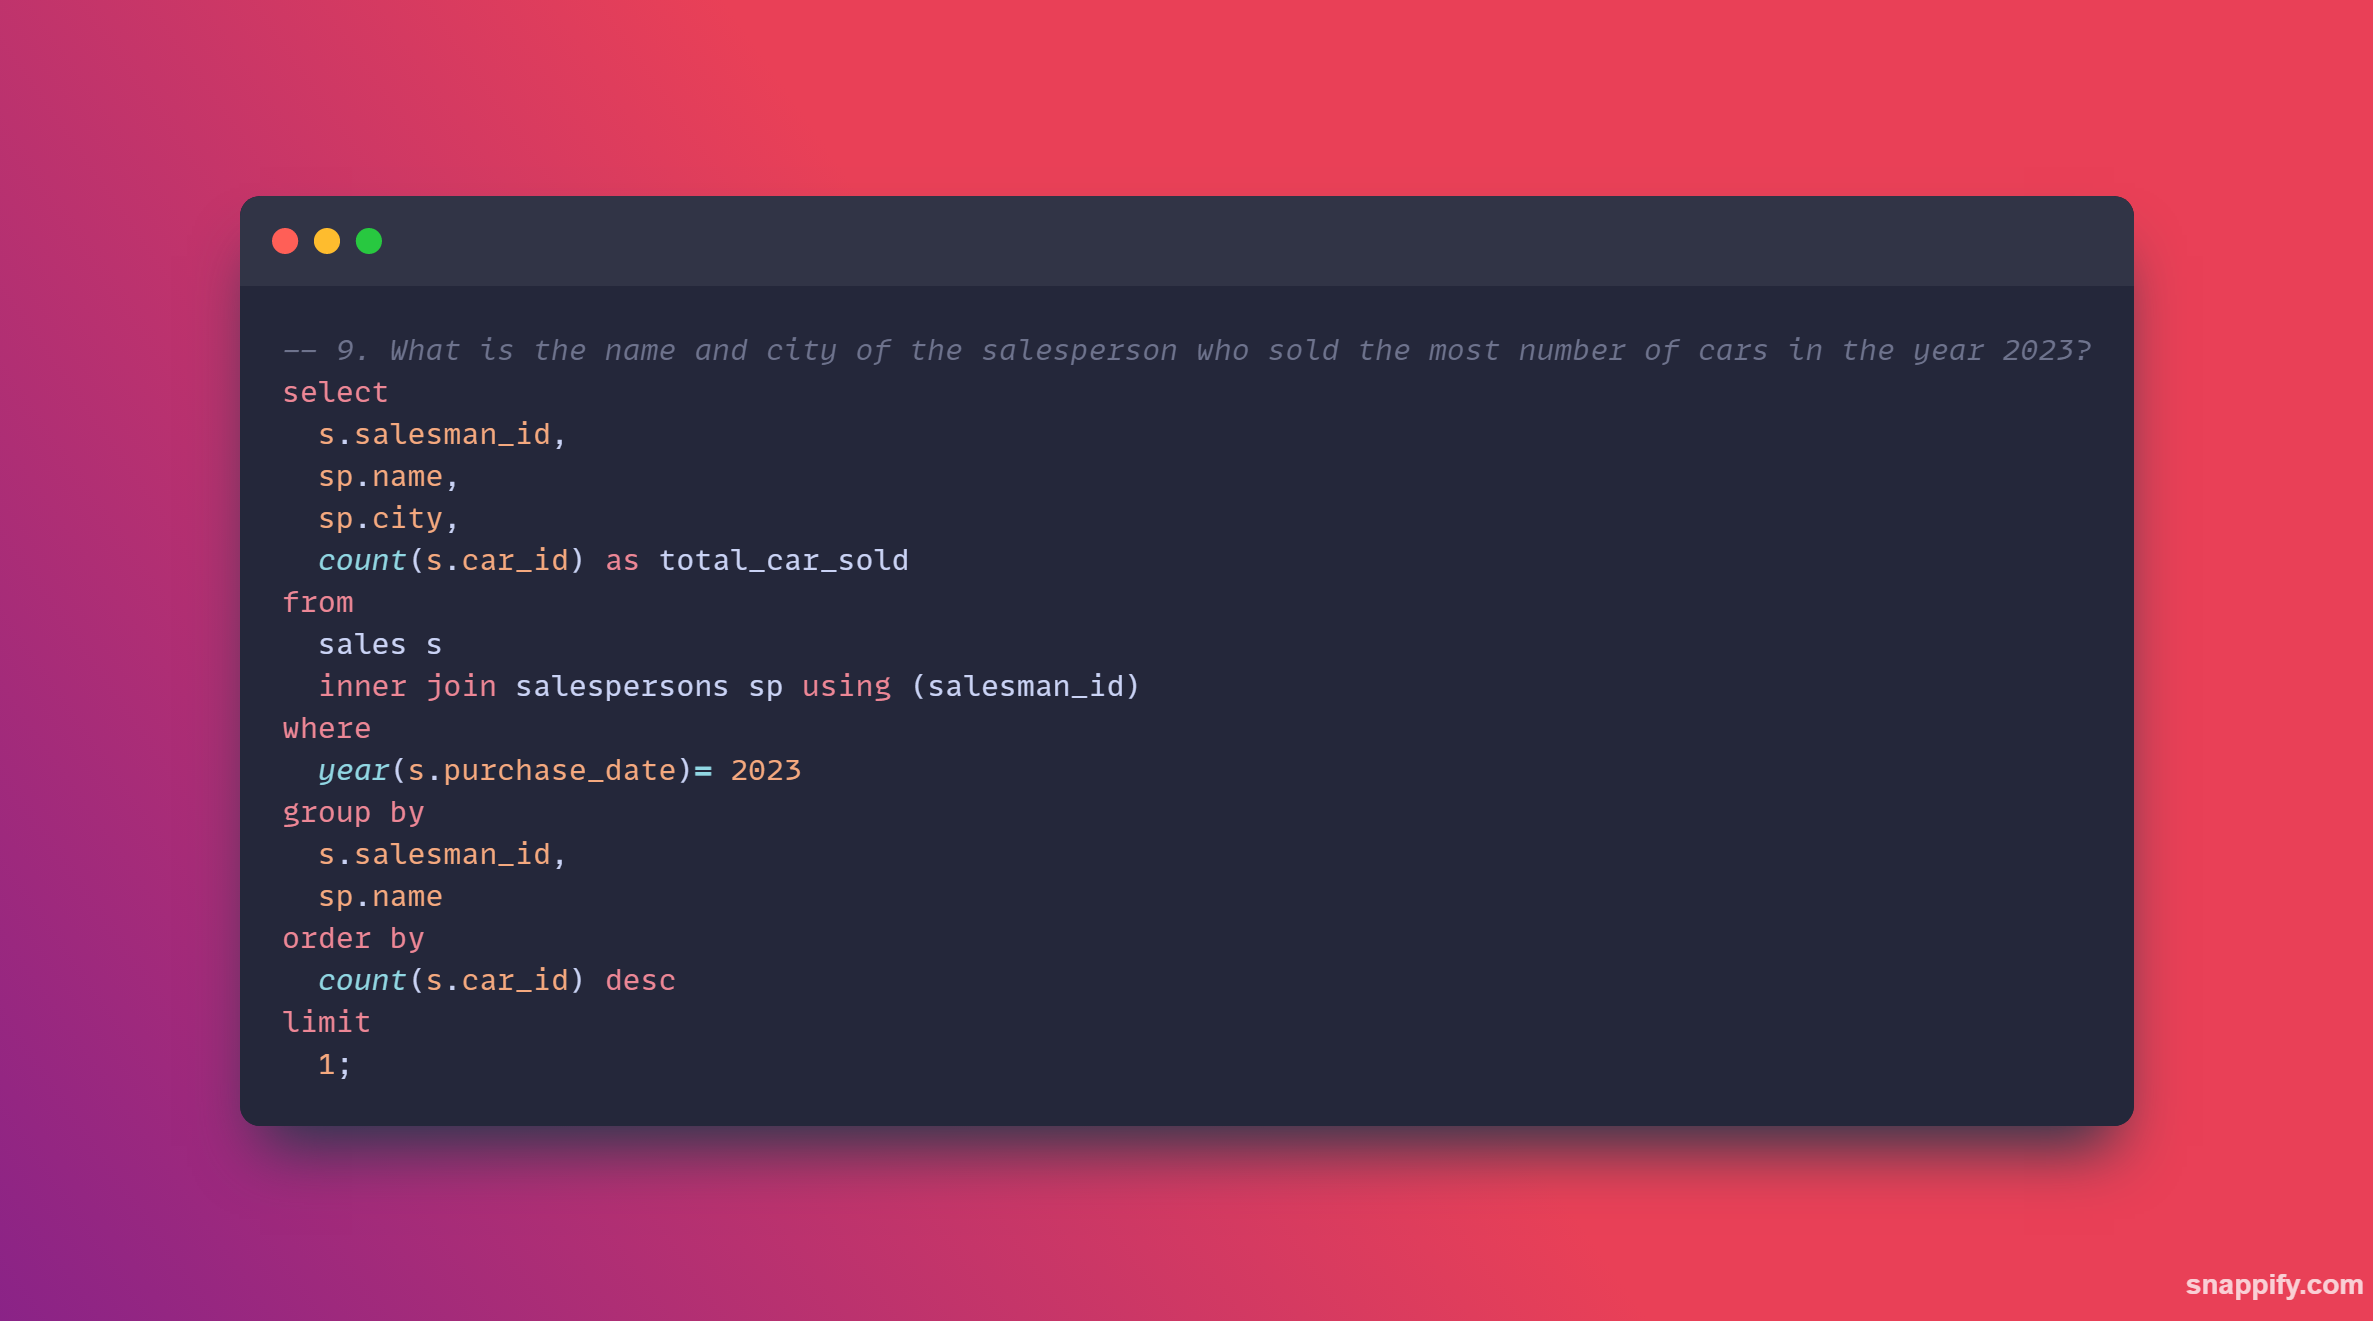 -- 9. What is the name and city of the salesperson who sold the most number of cars in the year 2023?
select
  s.salesman_id,
  sp.name,
  sp.city,
  count(s.car_id) as total_car_sold
from
  sales s
  inner join salespersons sp using (salesman_id)
where
  year(s.purchase_date)= 2023
group by
  s.salesman_id,
  sp.name
order by
  count(s.car_id) desc
limit
  1;
snappify.com